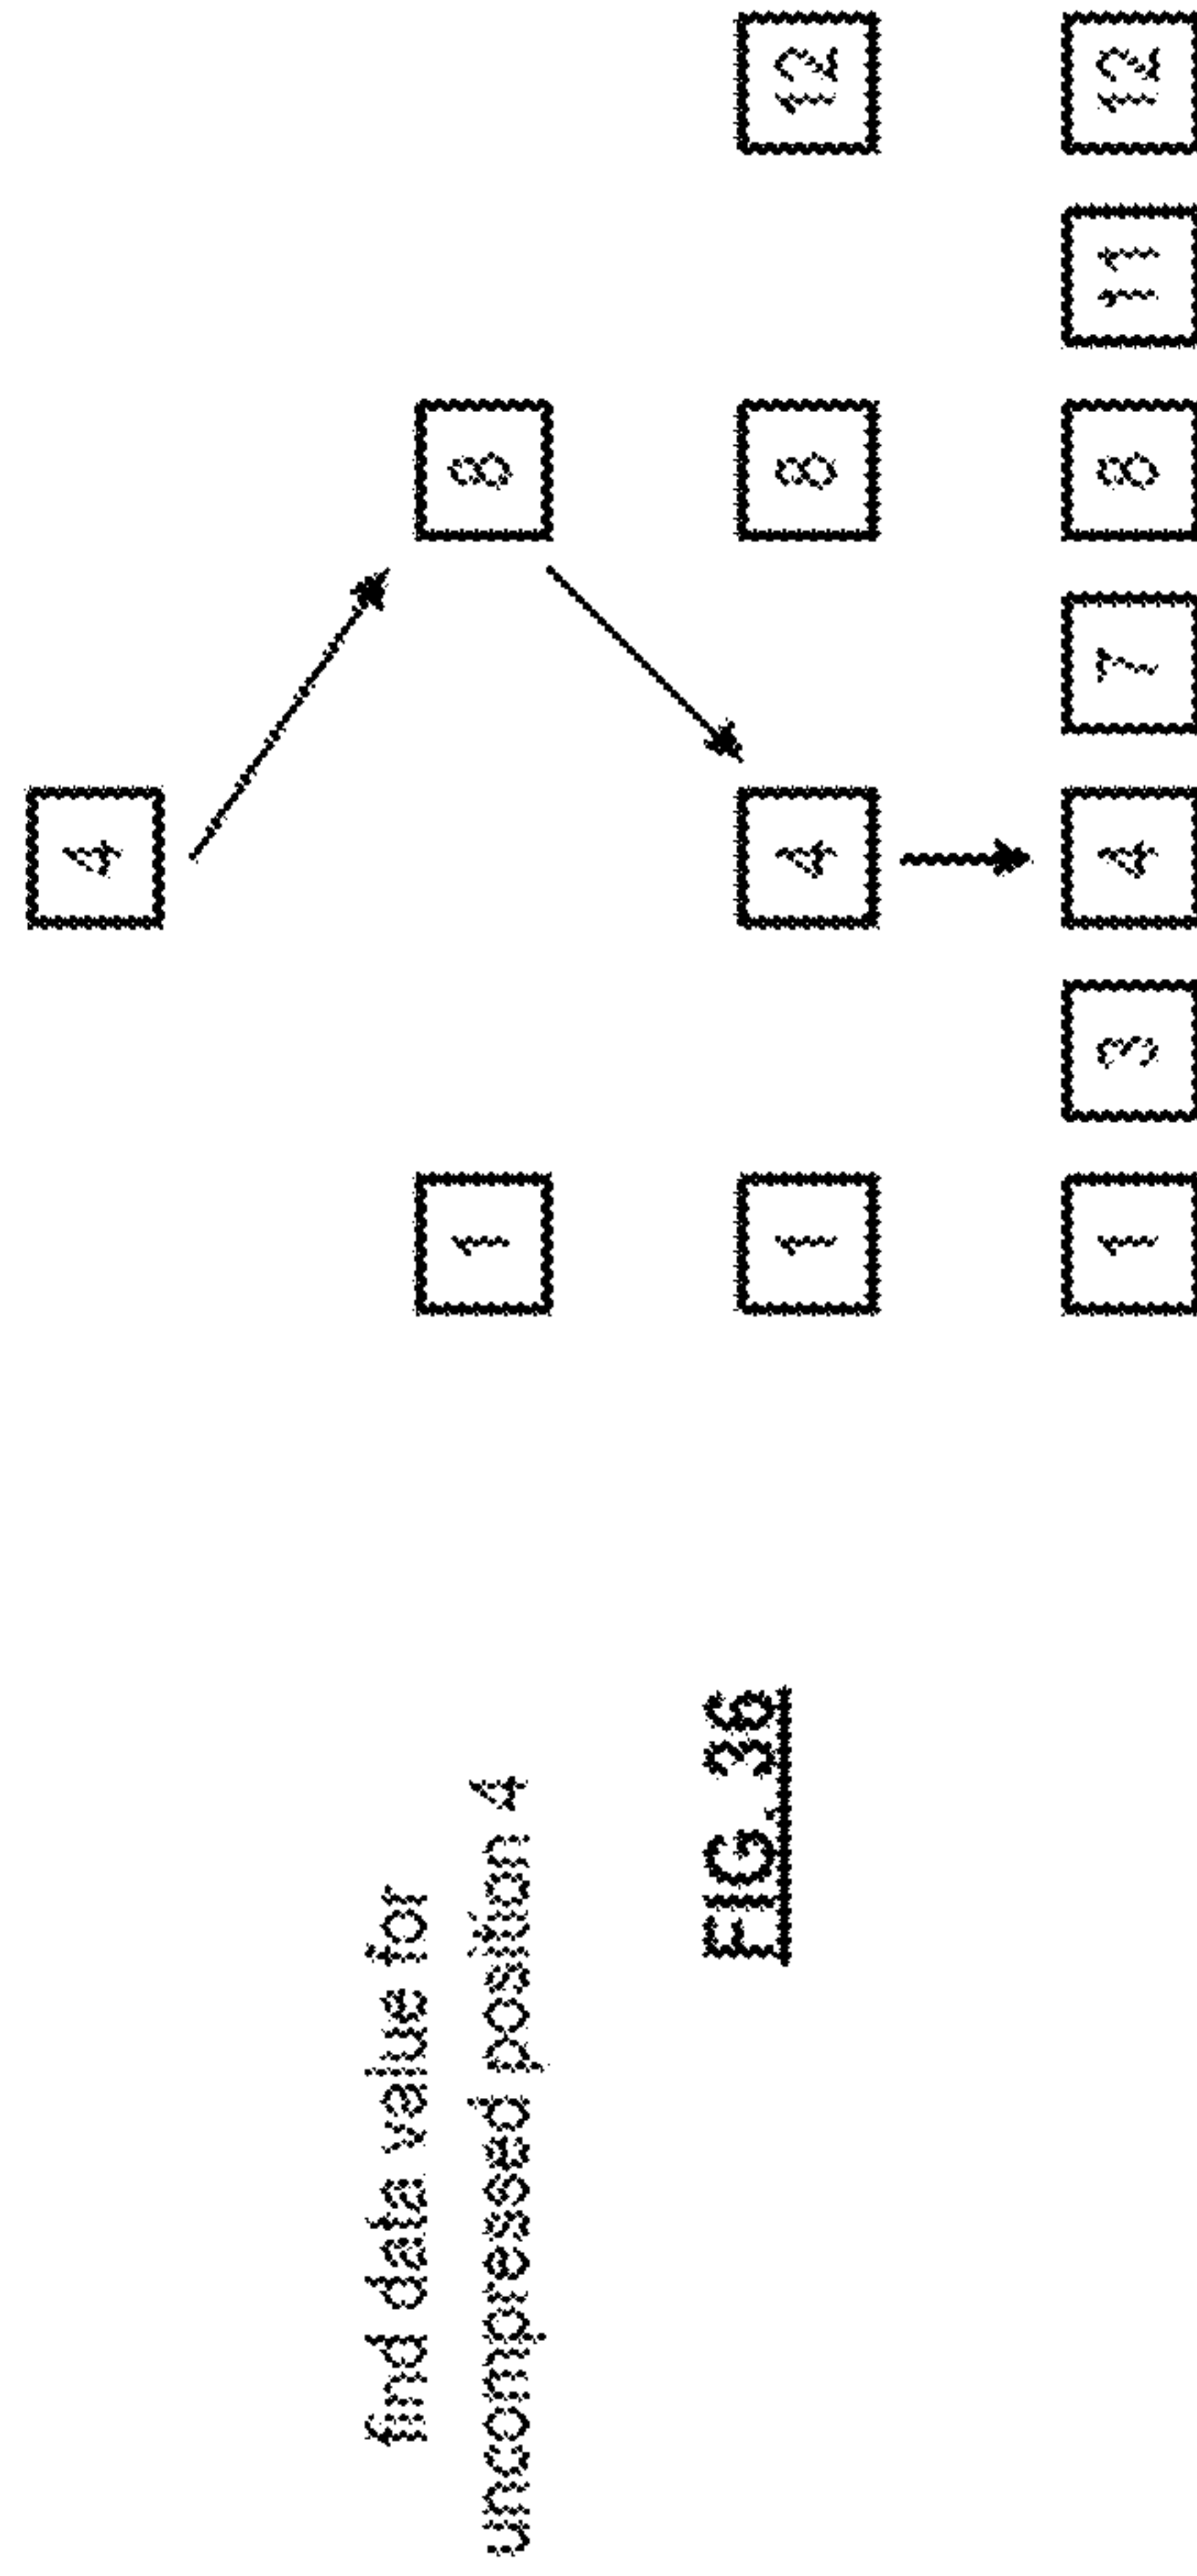 4
find data value for
uncompressed position 4
1 8
FIG. 36
1 4 8 12
1 3 4 7 8 11 12